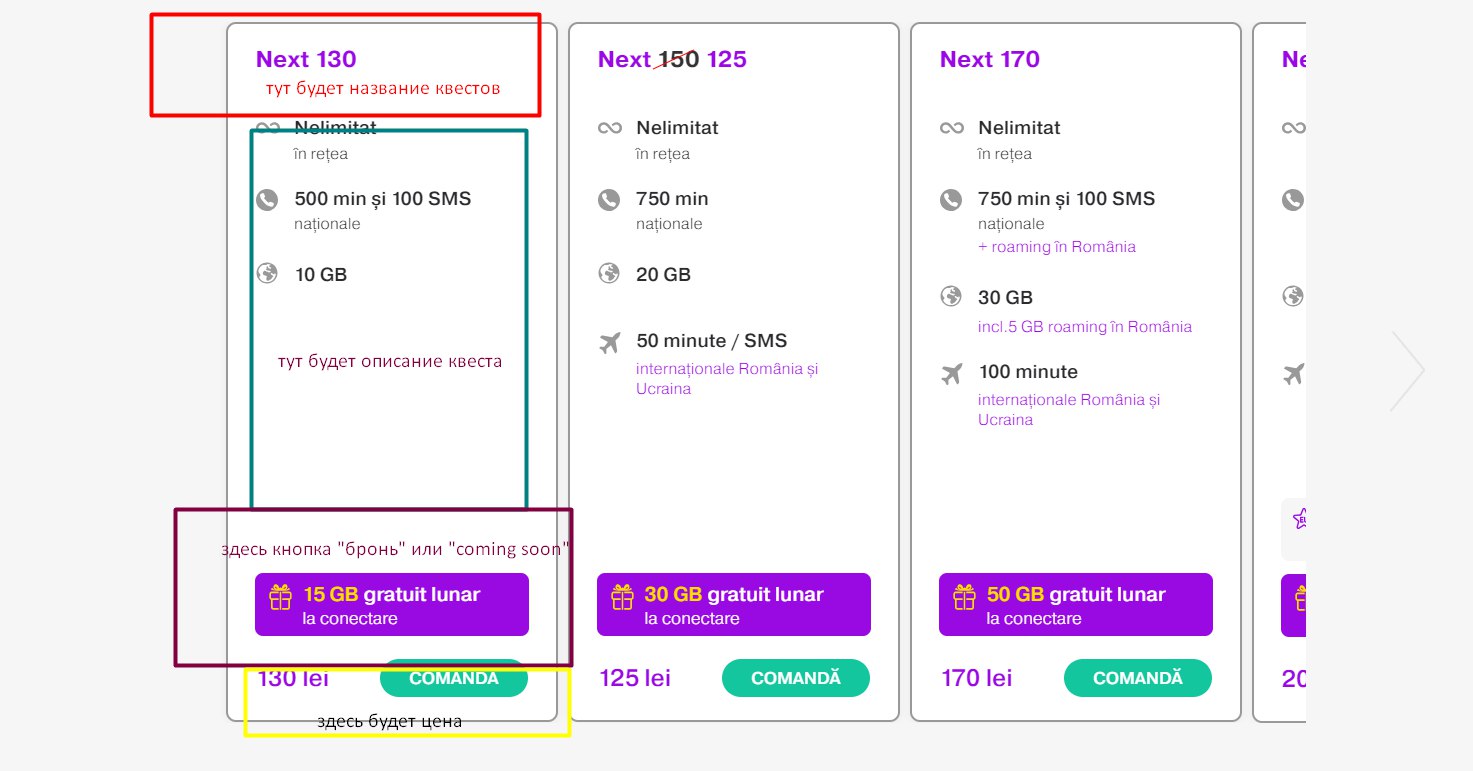 Next 130
тут будет название квестов
Nelimitat
în rețea
500 min și 100 SMS
naționale
10 GB
тут будет описание квеста
здесь кнопка "бронь" или "coming soon"
15 GB gratuit lunar
la conectare
130 lei
COMANDĂ
здесь будет цена
Next 150 125
Nelimitat
în rețea
750 min
naționale
20 GB
50 minute / SMS
internaționale România și
Ucraina
30 GB gratuit lunar
la conectare
125 lei
COMANDĂ
Next 170
Nelimitat
în rețea
750 min și 100 SMS
naționale
+ roaming în România
30 GB
incl.5 GB roaming în România
100 minute
internaționale România și
Ucraina
50 GB gratuit lunar
la conectare
170 lei
COMANDĂ
Ne
20